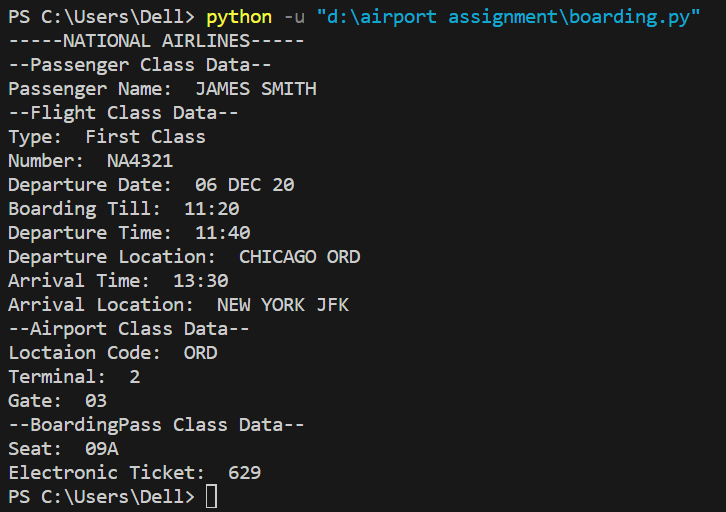 PS C:\Users\Dell> python -u "d:\airport assignment\boarding.py"
-----NATIONAL AIRLINES-----
--Passenger Class Data--
Passenger Name:  JAMES SMITH
--Flight Class Data--
Type:  First Class
Number:  NA4321
Departure Date:  06 DEC 20
Boarding Till:  11:20
Departure Time:  11:40
Departure Location:  CHICAGO ORD
Arrival Time:  13:30
Arrival Location:  NEW YORK JFK
--Airport Class Data--
Loctaion Code:  ORD
Terminal:  2
Gate:  03
--BoardingPass Class Data--
Seat:  09A
Electronic Ticket:  629
PS C:\Users\Dell>